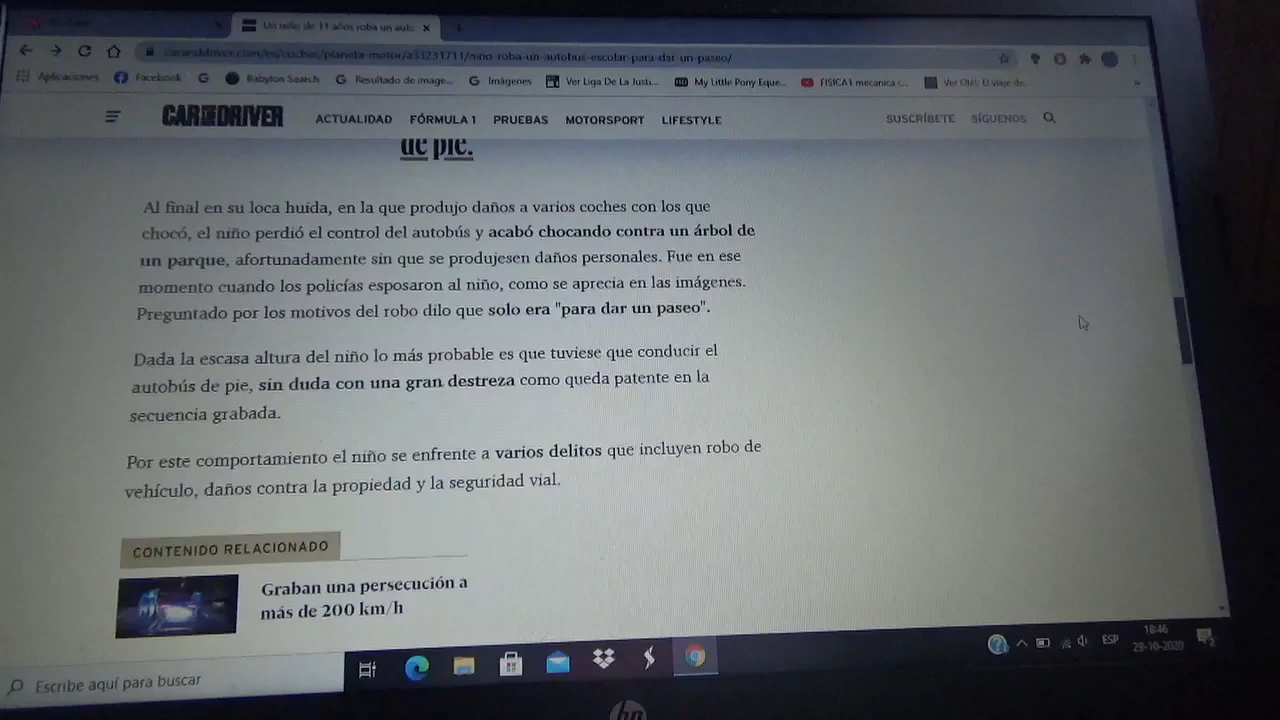 Un niño de 11 años roba un auto
caranddriver.com/es/coches/planeta-motor/a33231711/nino-roba-un-autobus-escolar-para-dar-un-paseo/
Aplicaciones Facebook Babylon Search Resultado de image... Imágenes Ver Liga De La Justi... My Little Pony Eque... FISICA1 mecanica c... Ver Olé!: El viaje de...
CAR AND DRIVER ACTUALIDAD FÓRMULA 1 PRUEBAS MOTORSPORT LIFESTYLE SUSCRÍBETE SÍGUENOS
de pie.
Al final en su loca huida, en la que produjo daños a varios coches con los que
chocó, el niño perdió el control del autobús y acabó chocando contra un árbol de
un parque, afortunadamente sin que se produjesen daños personales. Fue en ese
momento cuando los policías esposaron al niño, como se aprecia en las imágenes.
Preguntado por los motivos del robo dilo que solo era "para dar un paseo".
Dada la escasa altura del niño lo más probable es que tuviese que conducir el
autobús de pie, sin duda con una gran destreza como queda patente en la
secuencia grabada.
Por este comportamiento el niño se enfrente a varios delitos que incluyen robo de
vehículo, daños contra la propiedad y la seguridad vial.
CONTENIDO RELACIONADO
Graban una persecución a
más de 200 km/h
Escribe aquí para buscar
ESP
18:46
29-10-2020
hp